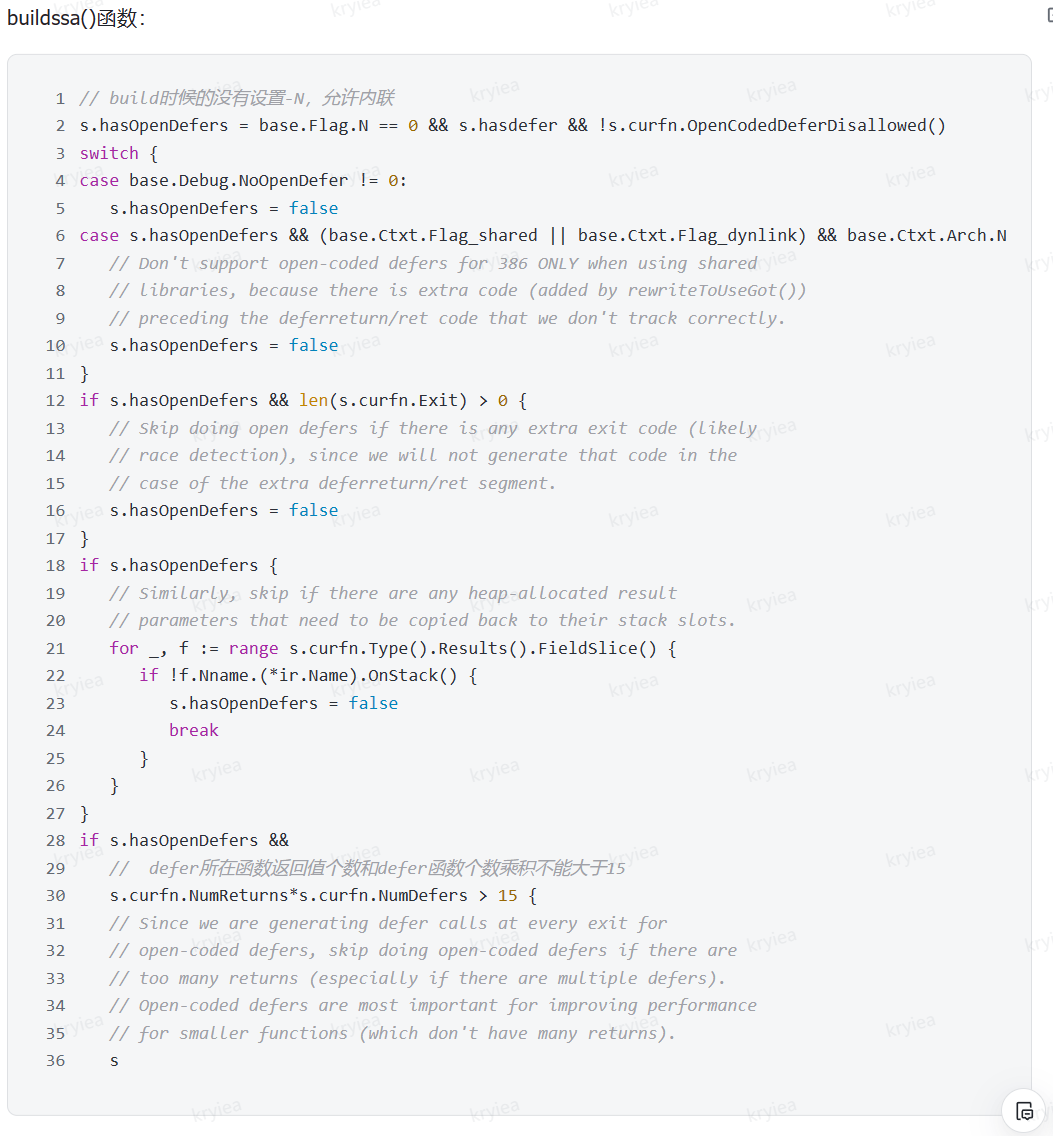 buildssa()函数：
1 // build时候的没有设置-N，允许内联
2 s.hasOpenDefers = base.Flag.N == 0 && s.hasdefer && !s.curfn.OpenCodedDeferDisallowed()
3 switch {
4 case base.Debug.NoOpenDefer != 0:
5    s.hasOpenDefers = false
6 case s.hasOpenDefers && (base.Ctxt.Flag_shared || base.Ctxt.Flag_dynlink) && base.Ctxt.Arch.N
7    // Don't support open-coded defers for 386 ONLY when using shared
8    // libraries, because there is extra code (added by rewriteToUseGot())
9    // preceding the deferreturn/ret code that we don't track correctly.
10    s.hasOpenDefers = false
11 }
12 if s.hasOpenDefers && len(s.curfn.Exit) > 0 {
13    // Skip doing open defers if there is any extra exit code (likely
14    // race detection), since we will not generate that code in the
15    // case of the extra deferreturn/ret segment.
16    s.hasOpenDefers = false
17 }
18 if s.hasOpenDefers {
19    // Similarly, skip if there are any heap-allocated result
20    // parameters that need to be copied back to their stack slots.
21    for _, f := range s.curfn.Type().Results().FieldSlice() {
22       if !f.Nname.(*ir.Name).OnStack() {
23          s.hasOpenDefers = false
24          break
25       }
26    }
27 }
28 if s.hasOpenDefers &&
29    //  defer所在函数返回值个数和defer函数个数乘积不能大于15
30    s.curfn.NumReturns*s.curfn.NumDefers > 15 {
31    // Since we are generating defer calls at every exit for
32    // open-coded defers, skip doing open-coded defers if there are
33    // too many returns (especially if there are multiple defers).
34    // Open-coded defers are most important for improving performance
35    // for smaller functions (which don't have many returns).
36    s